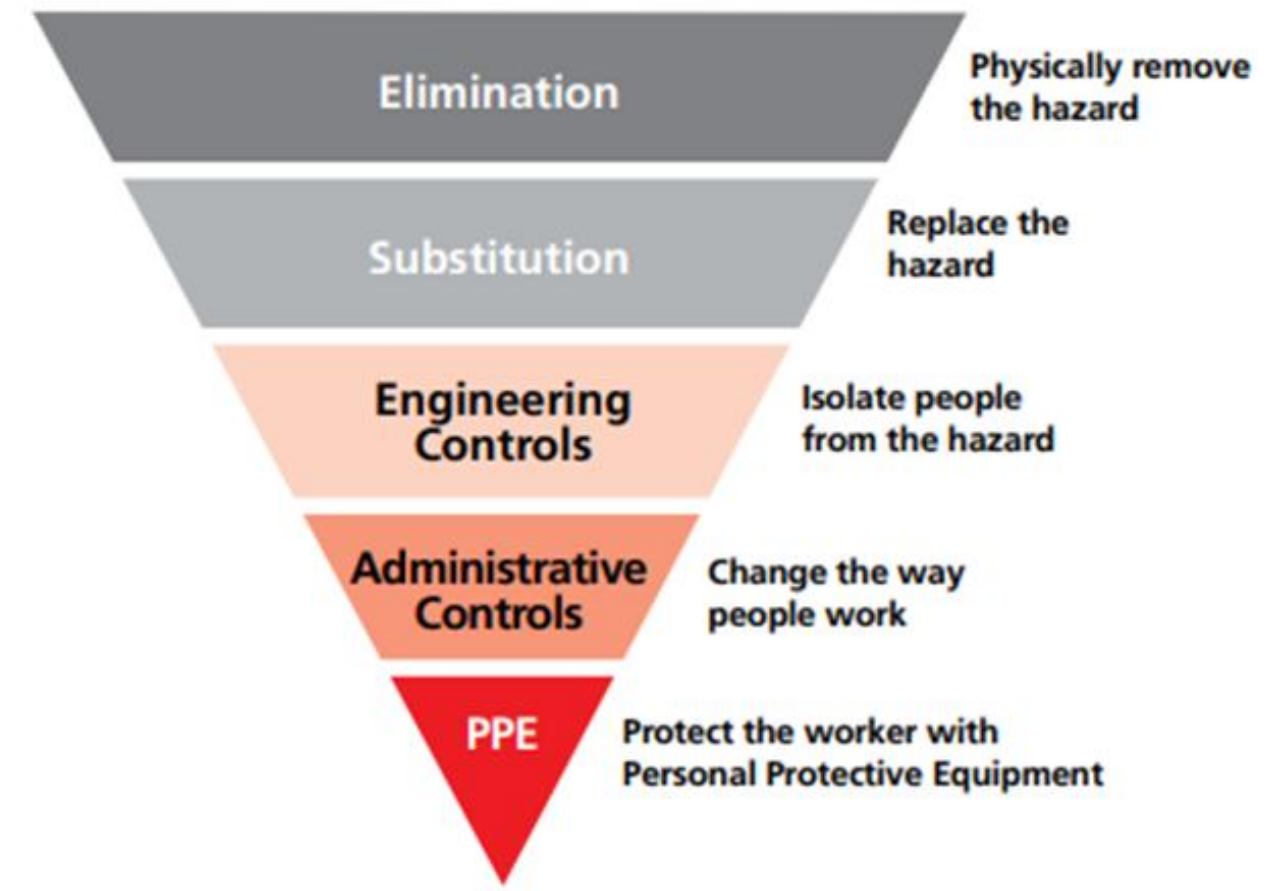 Elimination
Physically remove
the hazard
Substitution
Replace the
hazard
Engineering
Controls
Isolate people
from the hazard
Administrative
Controls
Change the way
people work
PPE
Protect the worker with
Personal Protective Equipment